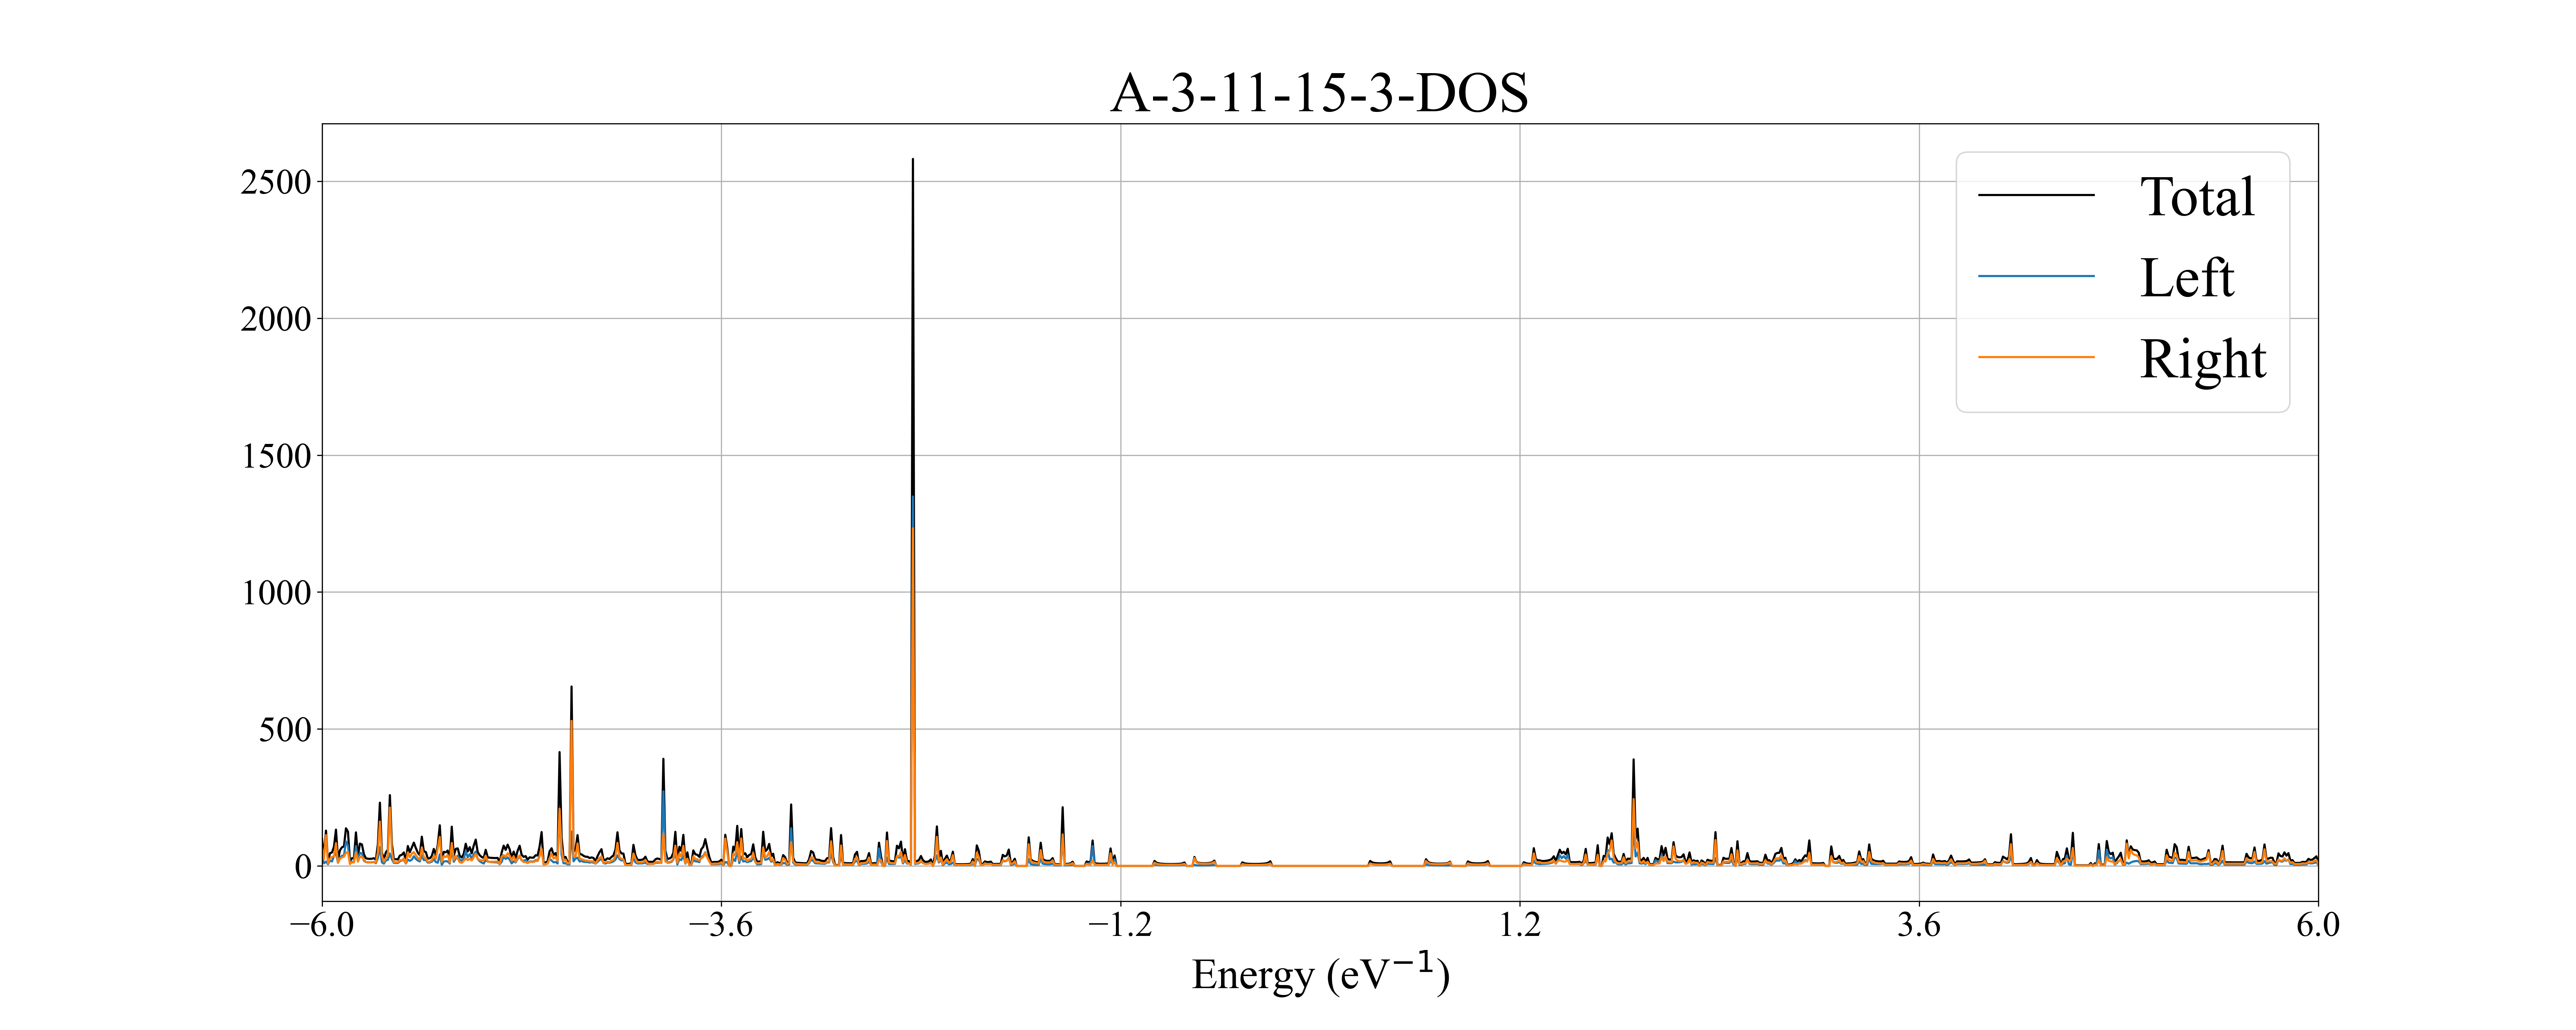 A-3-11-15-3-DOS
2500
2000
1500
1000
500
0
Total
Left
Right
−6.0 −3.6 −1.2 1.2 3.6 6.0
Energy (eV⁻¹)